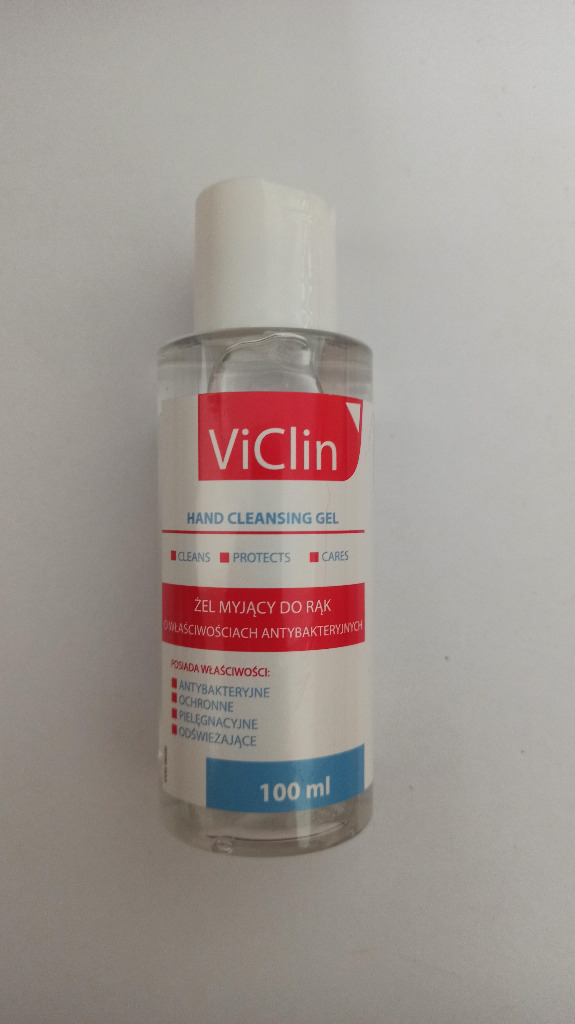 ViClin
HAND CLEANSING GEL
CLEANS PROTECTS CARES
ŻEL MYJĄCY DO RĄK
O WŁAŚCIWOŚCIACH ANTYBAKTERYJNYCH
POSIADA WŁAŚCIWOŚCI:
ANTYBAKTERYJNE
OCHRONNE
PIELĘGNACYJNE
ODŚWIEŻAJĄCE
100 ml